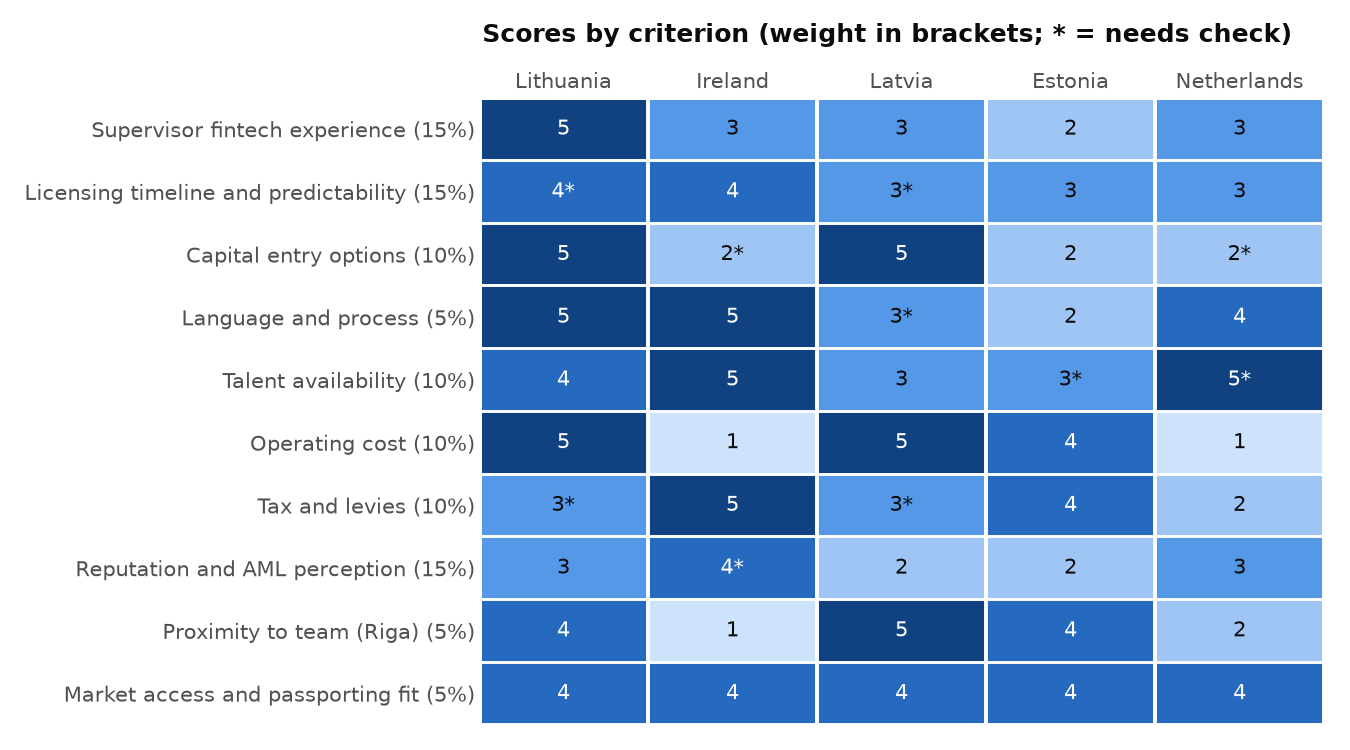 Scores by criterion (weight in brackets; * = needs check)
Lithuania Ireland Latvia Estonia Netherlands
Supervisor fintech experience (15%) 5 3 3 2 3
Licensing timeline and predictability (15%) 4* 4 3* 3 3
Capital entry options (10%) 5 2* 5 2 2*
Language and process (5%) 5 5 3* 2 4
Talent availability (10%) 4 5 3 3* 5*
Operating cost (10%) 5 1 5 4 1
Tax and levies (10%) 3* 5 3* 4 2
Reputation and AML perception (15%) 3 4* 2 2 3
Proximity to team (Riga) (5%) 4 1 5 4 2
Market access and passporting fit (5%) 4 4 4 4 4